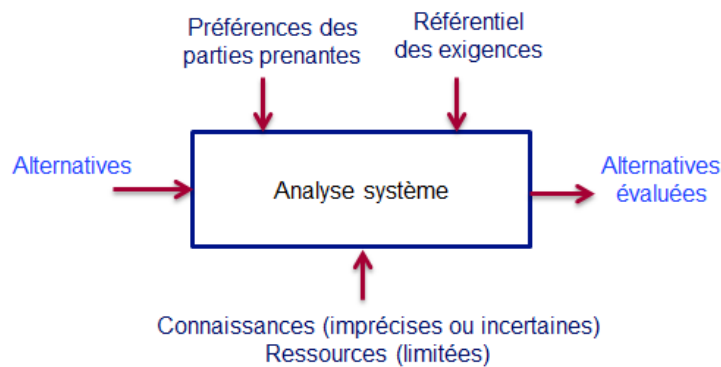 Préférences des
parties prenantes
Référentiel
des exigences
Alternatives
Analyse système
Alternatives
évaluées
Connaissances (imprécises ou incertaines)
Ressources (limitées)